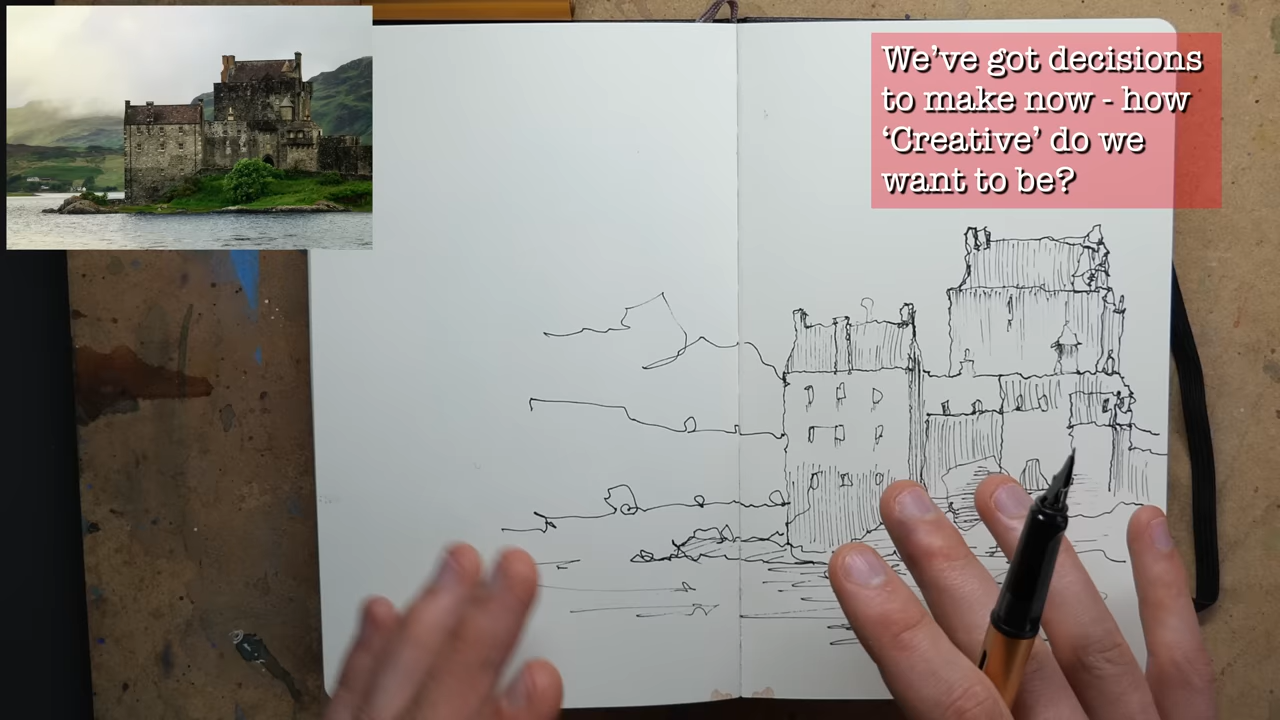 We've got decisions
to make now - how
‘Creative’ do we
want to be?